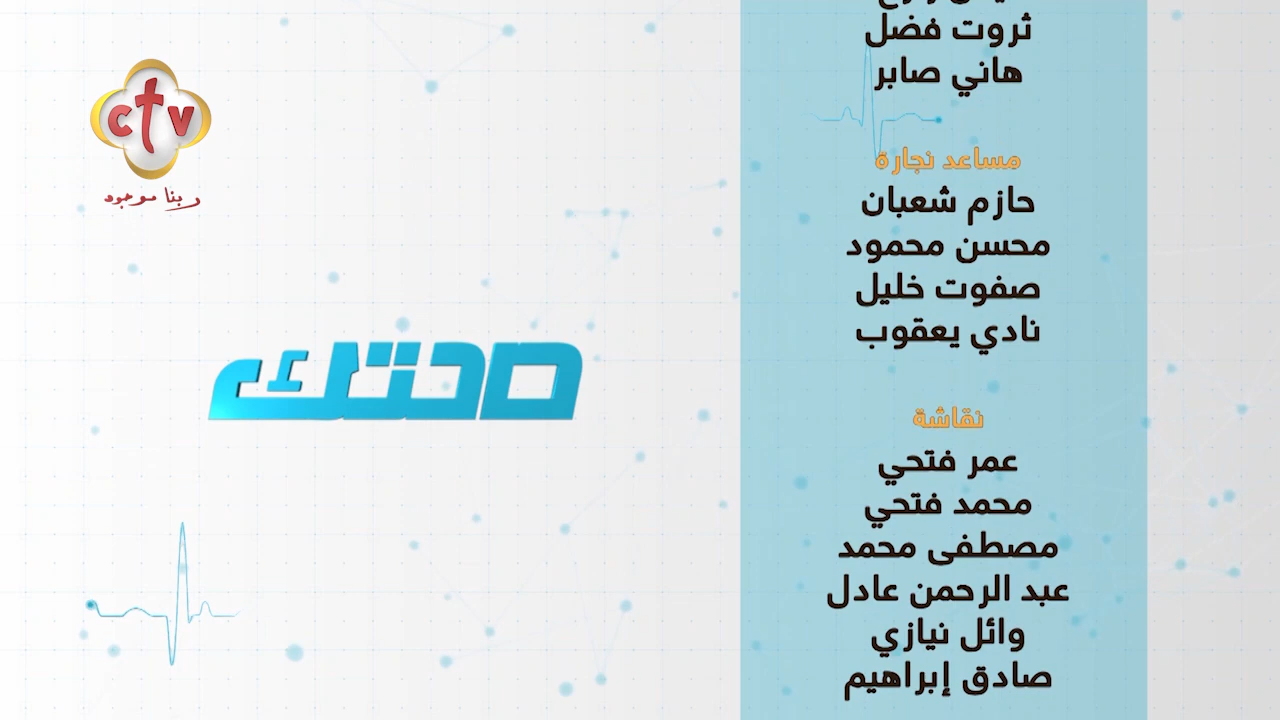 ctv
ربنا موجود
صحتك
ثروت فضل
هاني صابر
مساعد نجارة
حازم شعبان
محسن محمود
صفوت خليل
نادي يعقوب
نقاشة
عمر فتحي
محمد فتحي
مصطفى محمد
عبد الرحمن عادل
وائل نيازي
صادق إبراهيم